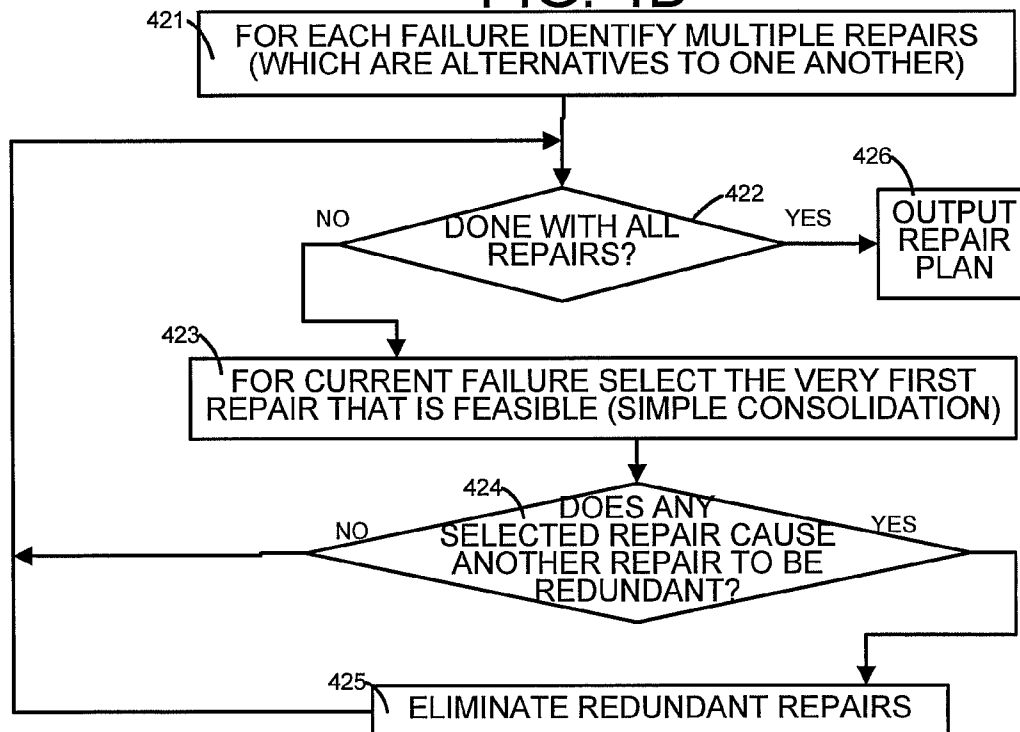 FIG. 4B
421
FOR EACH FAILURE IDENTIFY MULTIPLE REPAIRS
(WHICH ARE ALTERNATIVES TO ONE ANOTHER)
426
422
NO
DONE WITH ALL
REPAIRS?
YES
OUTPUT
REPAIR
PLAN
423
FOR CURRENT FAILURE SELECT THE VERY FIRST
REPAIR THAT IS FEASIBLE (SIMPLE CONSOLIDATION)
424
NO
DOES ANY
SELECTED REPAIR CAUSE
ANOTHER REPAIR TO BE
REDUNDANT?
YES
425
ELIMINATE REDUNDANT REPAIRS